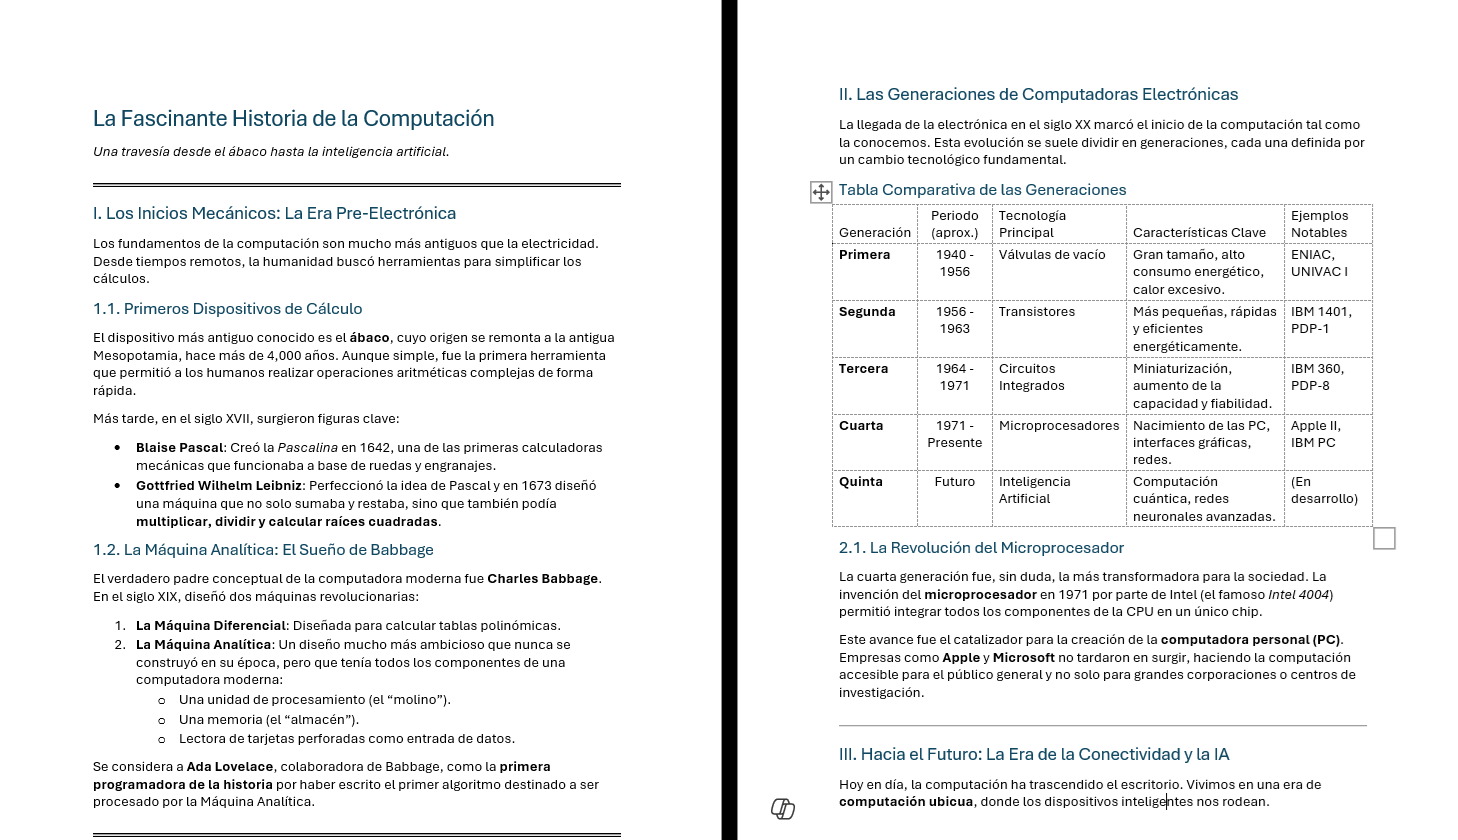 La Fascinante Historia de la Computación
Una travesía desde el ábaco hasta la inteligencia artificial.
I. Los Inicios Mecánicos: La Era Pre-Electrónica
Los fundamentos de la computación son mucho más antiguos que la electricidad.
Desde tiempos remotos, la humanidad buscó herramientas para simplificar los
cálculos.
1.1. Primeros Dispositivos de Cálculo
El dispositivo más antiguo conocido es el ábaco, cuyo origen se remonta a la antigua
Mesopotamia, hace más de 4,000 años. Aunque simple, fue la primera herramienta
que permitió a los humanos realizar operaciones aritméticas complejas de forma
rápida.
Más tarde, en el siglo XVII, surgieron figuras clave:
• Blaise Pascal: Creó la Pascalina en 1642, una de las primeras calculadoras
mecánicas que funcionaba a base de ruedas y engranajes.
• Gottfried Wilhelm Leibniz: Perfeccionó la idea de Pascal y en 1673 diseñó
una máquina que no solo sumaba y restaba, sino que también podía
multiplicar, dividir y calcular raíces cuadradas.
1.2. La Máquina Analítica: El Sueño de Babbage
El verdadero padre conceptual de la computadora moderna fue Charles Babbage.
En el siglo XIX, diseñó dos máquinas revolucionarias:
1. La Máquina Diferencial: Diseñada para calcular tablas polinómicas.
2. La Máquina Analítica: Un diseño mucho más ambicioso que nunca se
construyó en su época, pero que tenía todos los componentes de una
computadora moderna:
o Una unidad de procesamiento (el “molino”).
o Una memoria (el “almacén”).
o Lectora de tarjetas perforadas como entrada de datos.
Se considera a Ada Lovelace, colaboradora de Babbage, como la primera
programadora de la historia por haber escrito el primer algoritmo destinado a ser
procesado por la Máquina Analítica.
II. Las Generaciones de Computadoras Electrónicas
La llegada de la electrónica en el siglo XX marcó el inicio de la computación tal como
la conocemos. Esta evolución se suele dividir en generaciones, cada una definida por
un cambio tecnológico fundamental.
Tabla Comparativa de las Generaciones
Generación
Periodo
(aprox.)
Tecnología
Principal
Características Clave
Ejemplos
Notables
Primera
1940 -
1956
Válvulas de vacío
Gran tamaño, alto
consumo energético,
calor excesivo.
ENIAC,
UNIVAC I
Segunda
1956 -
1963
Transistores
Más pequeñas, rápidas
y eficientes
energéticamente.
IBM 1401,
PDP-1
Tercera
1964 -
1971
Circuitos
Integrados
Miniaturización,
aumento de la
capacidad y fiabilidad.
IBM 360,
PDP-8
Cuarta
1971 -
Presente
Microprocesadores
Nacimiento de las PC,
interfaces gráficas,
redes.
Apple II,
IBM PC
Quinta
Futuro
Inteligencia
Artificial
Computación
cuántica, redes
neuronales avanzadas.
(En
desarrollo)
2.1. La Revolución del Microprocesador
La cuarta generación fue, sin duda, la más transformadora para la sociedad. La
invención del microprocesador en 1971 por parte de Intel (el famoso Intel 4004)
permitió integrar todos los componentes de la CPU en un único chip.
Este avance fue el catalizador para la creación de la computadora personal (PC).
Empresas como Apple y Microsoft no tardaron en surgir, haciendo la computación
accesible para el público general y no solo para grandes corporaciones o centros de
investigación.
III. Hacia el Futuro: La Era de la Conectividad y la IA
Hoy en día, la computación ha trascendido el escritorio. Vivimos en una era de
computación ubicua, donde los dispositivos inteligentes nos rodean.